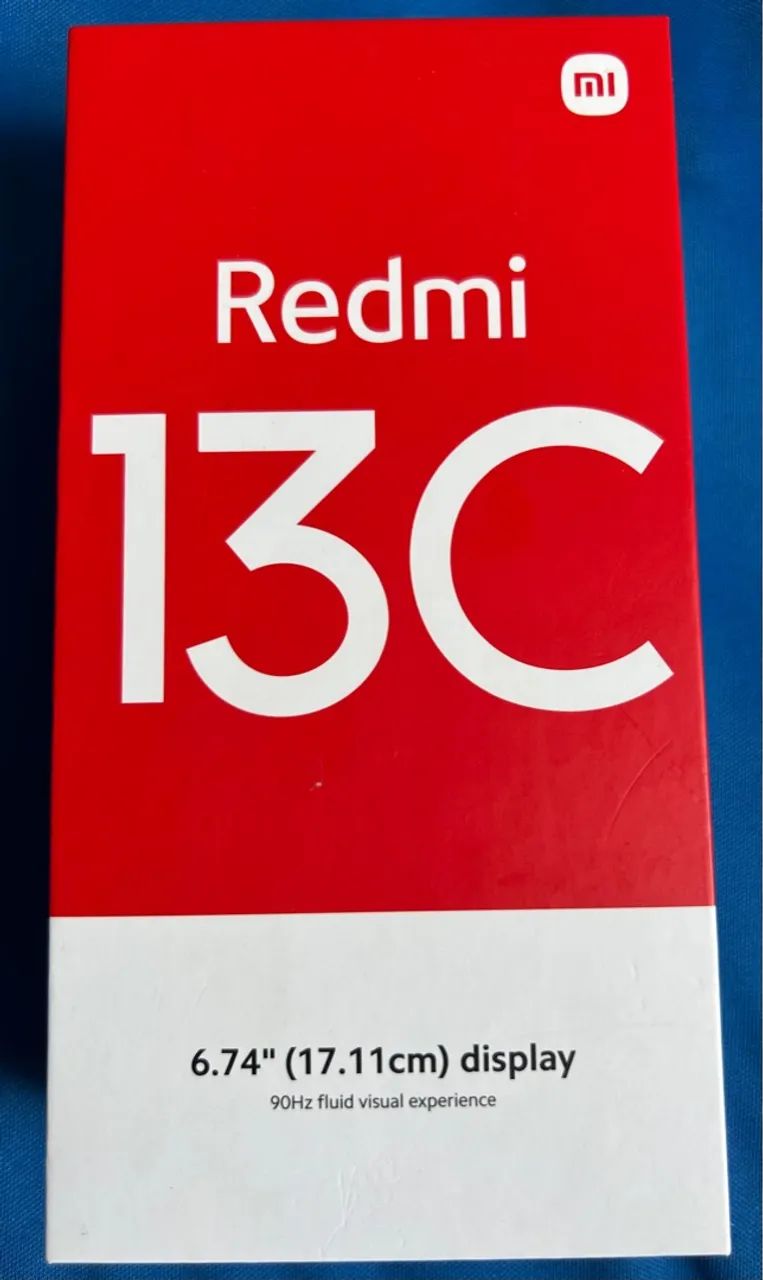 mi
Redmi
13C
6.74" (17.11cm) display
90Hz fluid visual experience